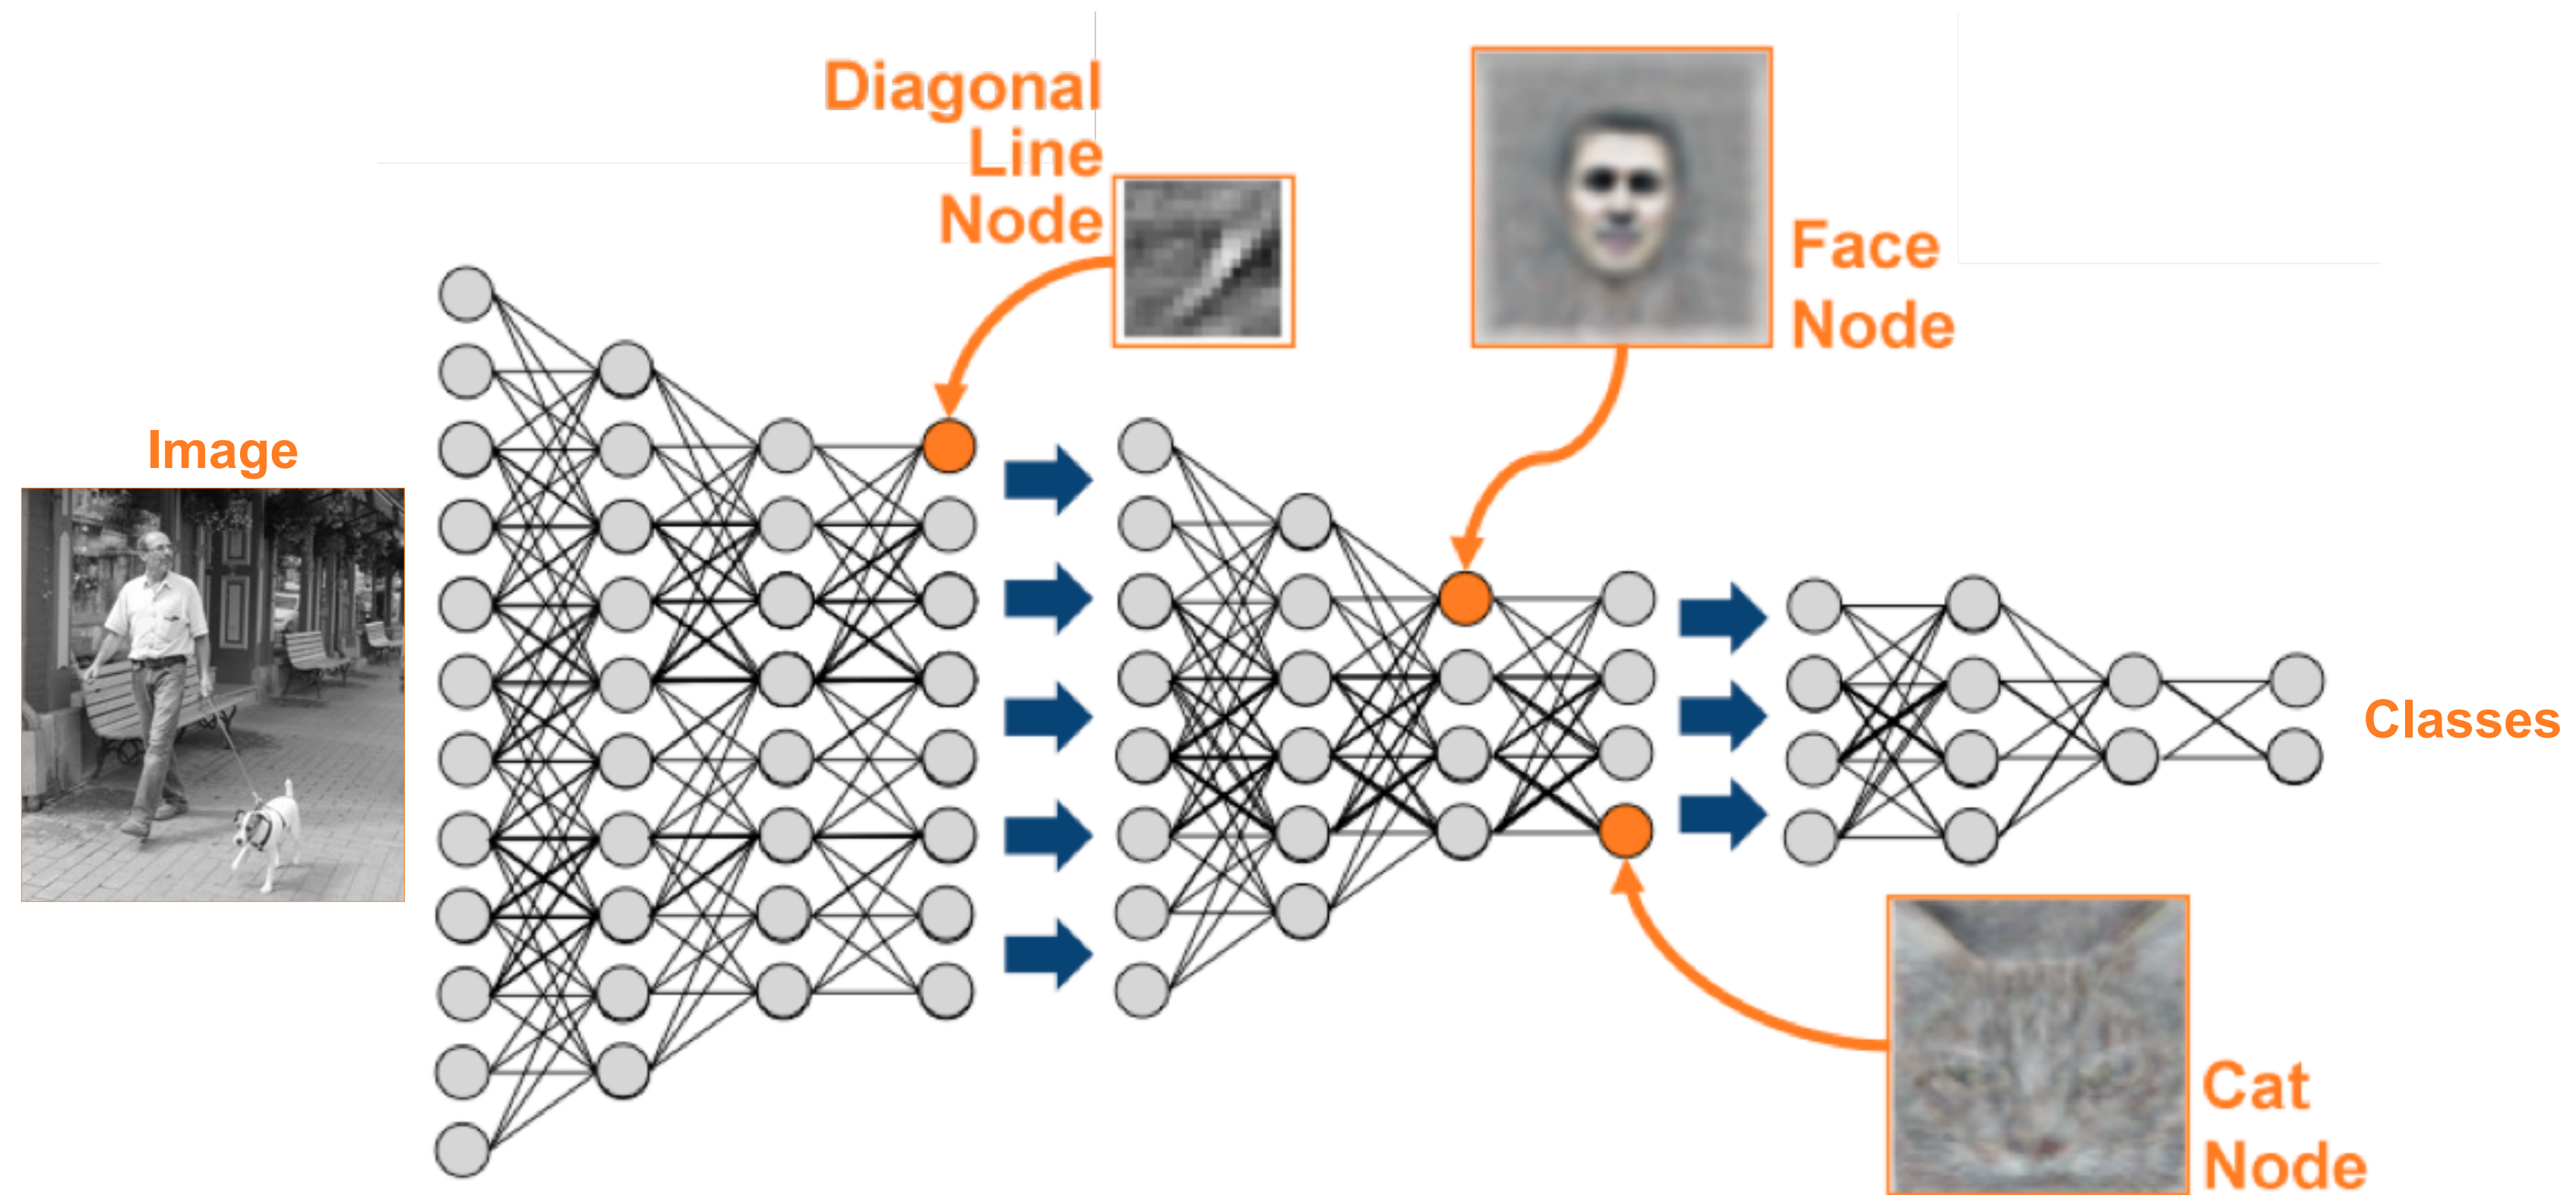 Diagonal
Line
Node
Face
Node
Image
Classes
Cat
Node